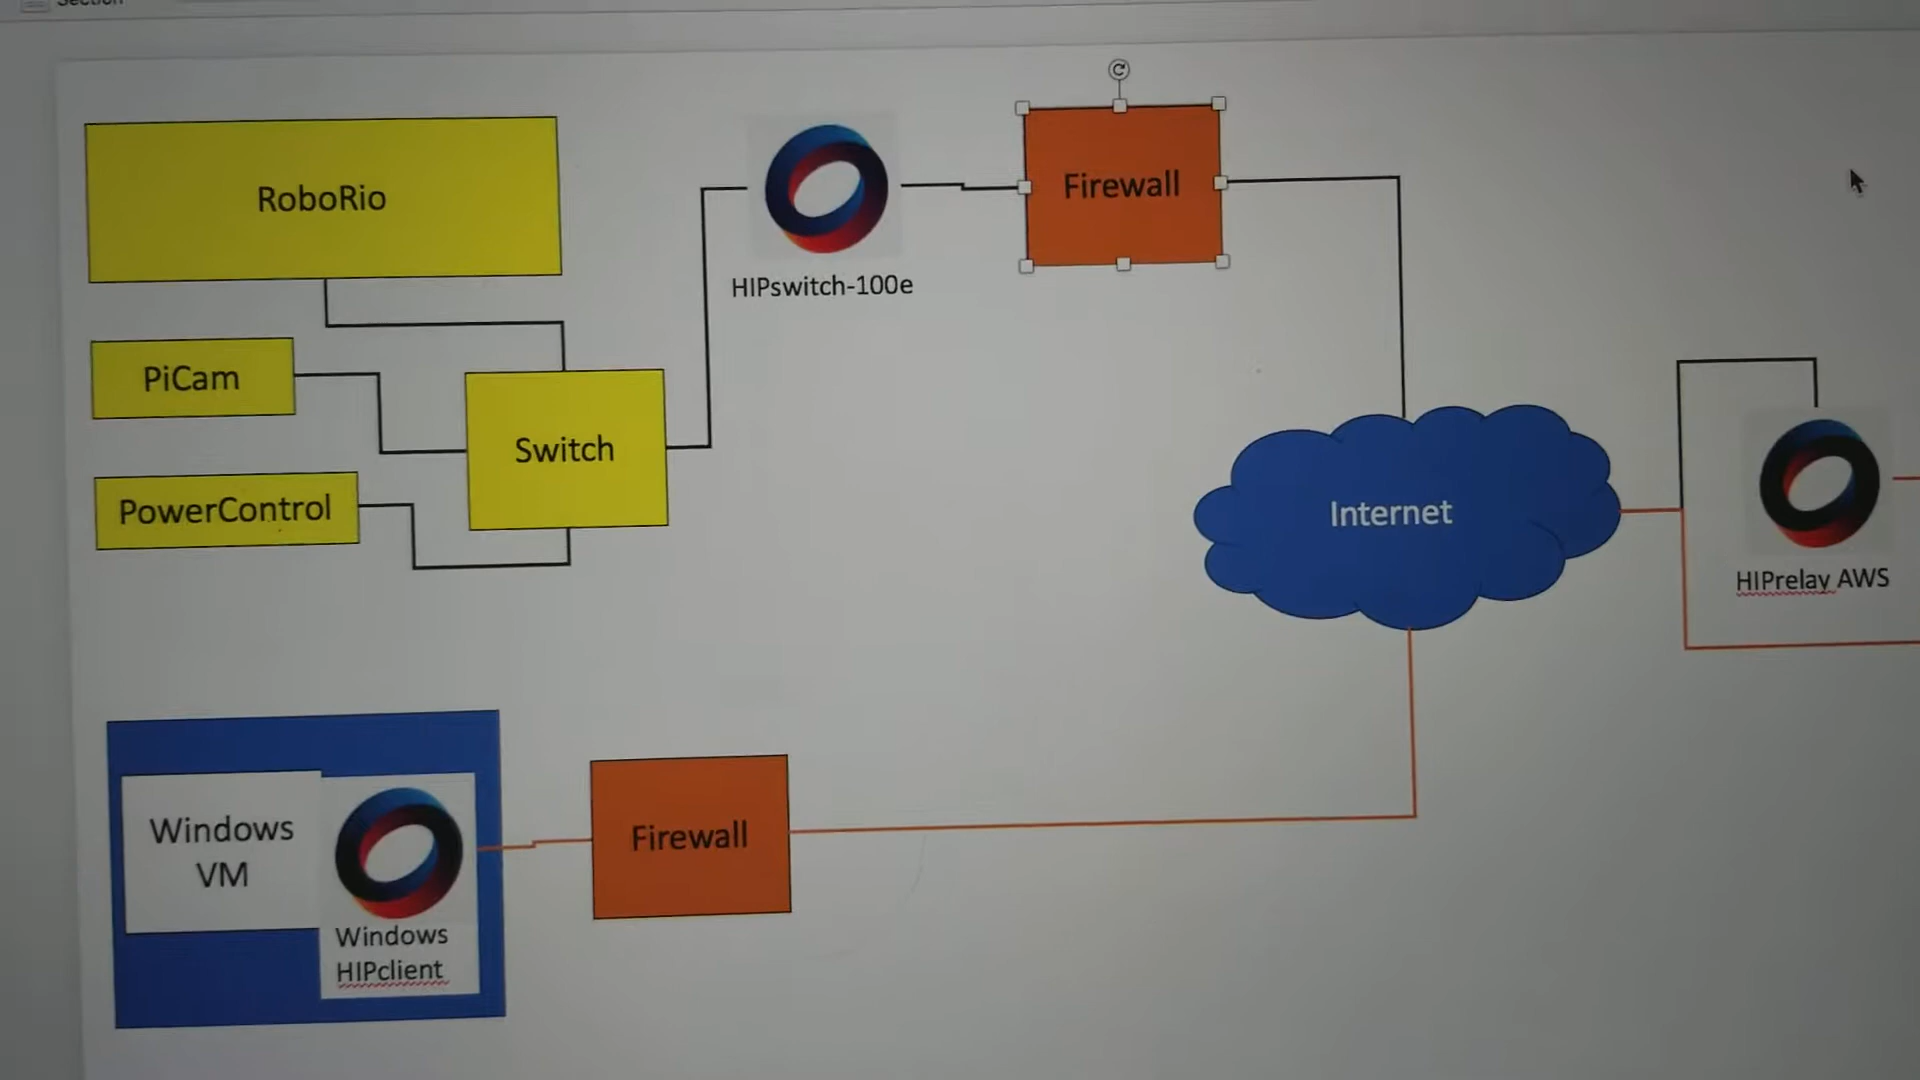 Section
RoboRio
Firewall
HIPswitch-100e
PiCam
Switch
PowerControl
Internet
HIPrelay AWS
Windows
VM
Firewall
Windows
HIPclient